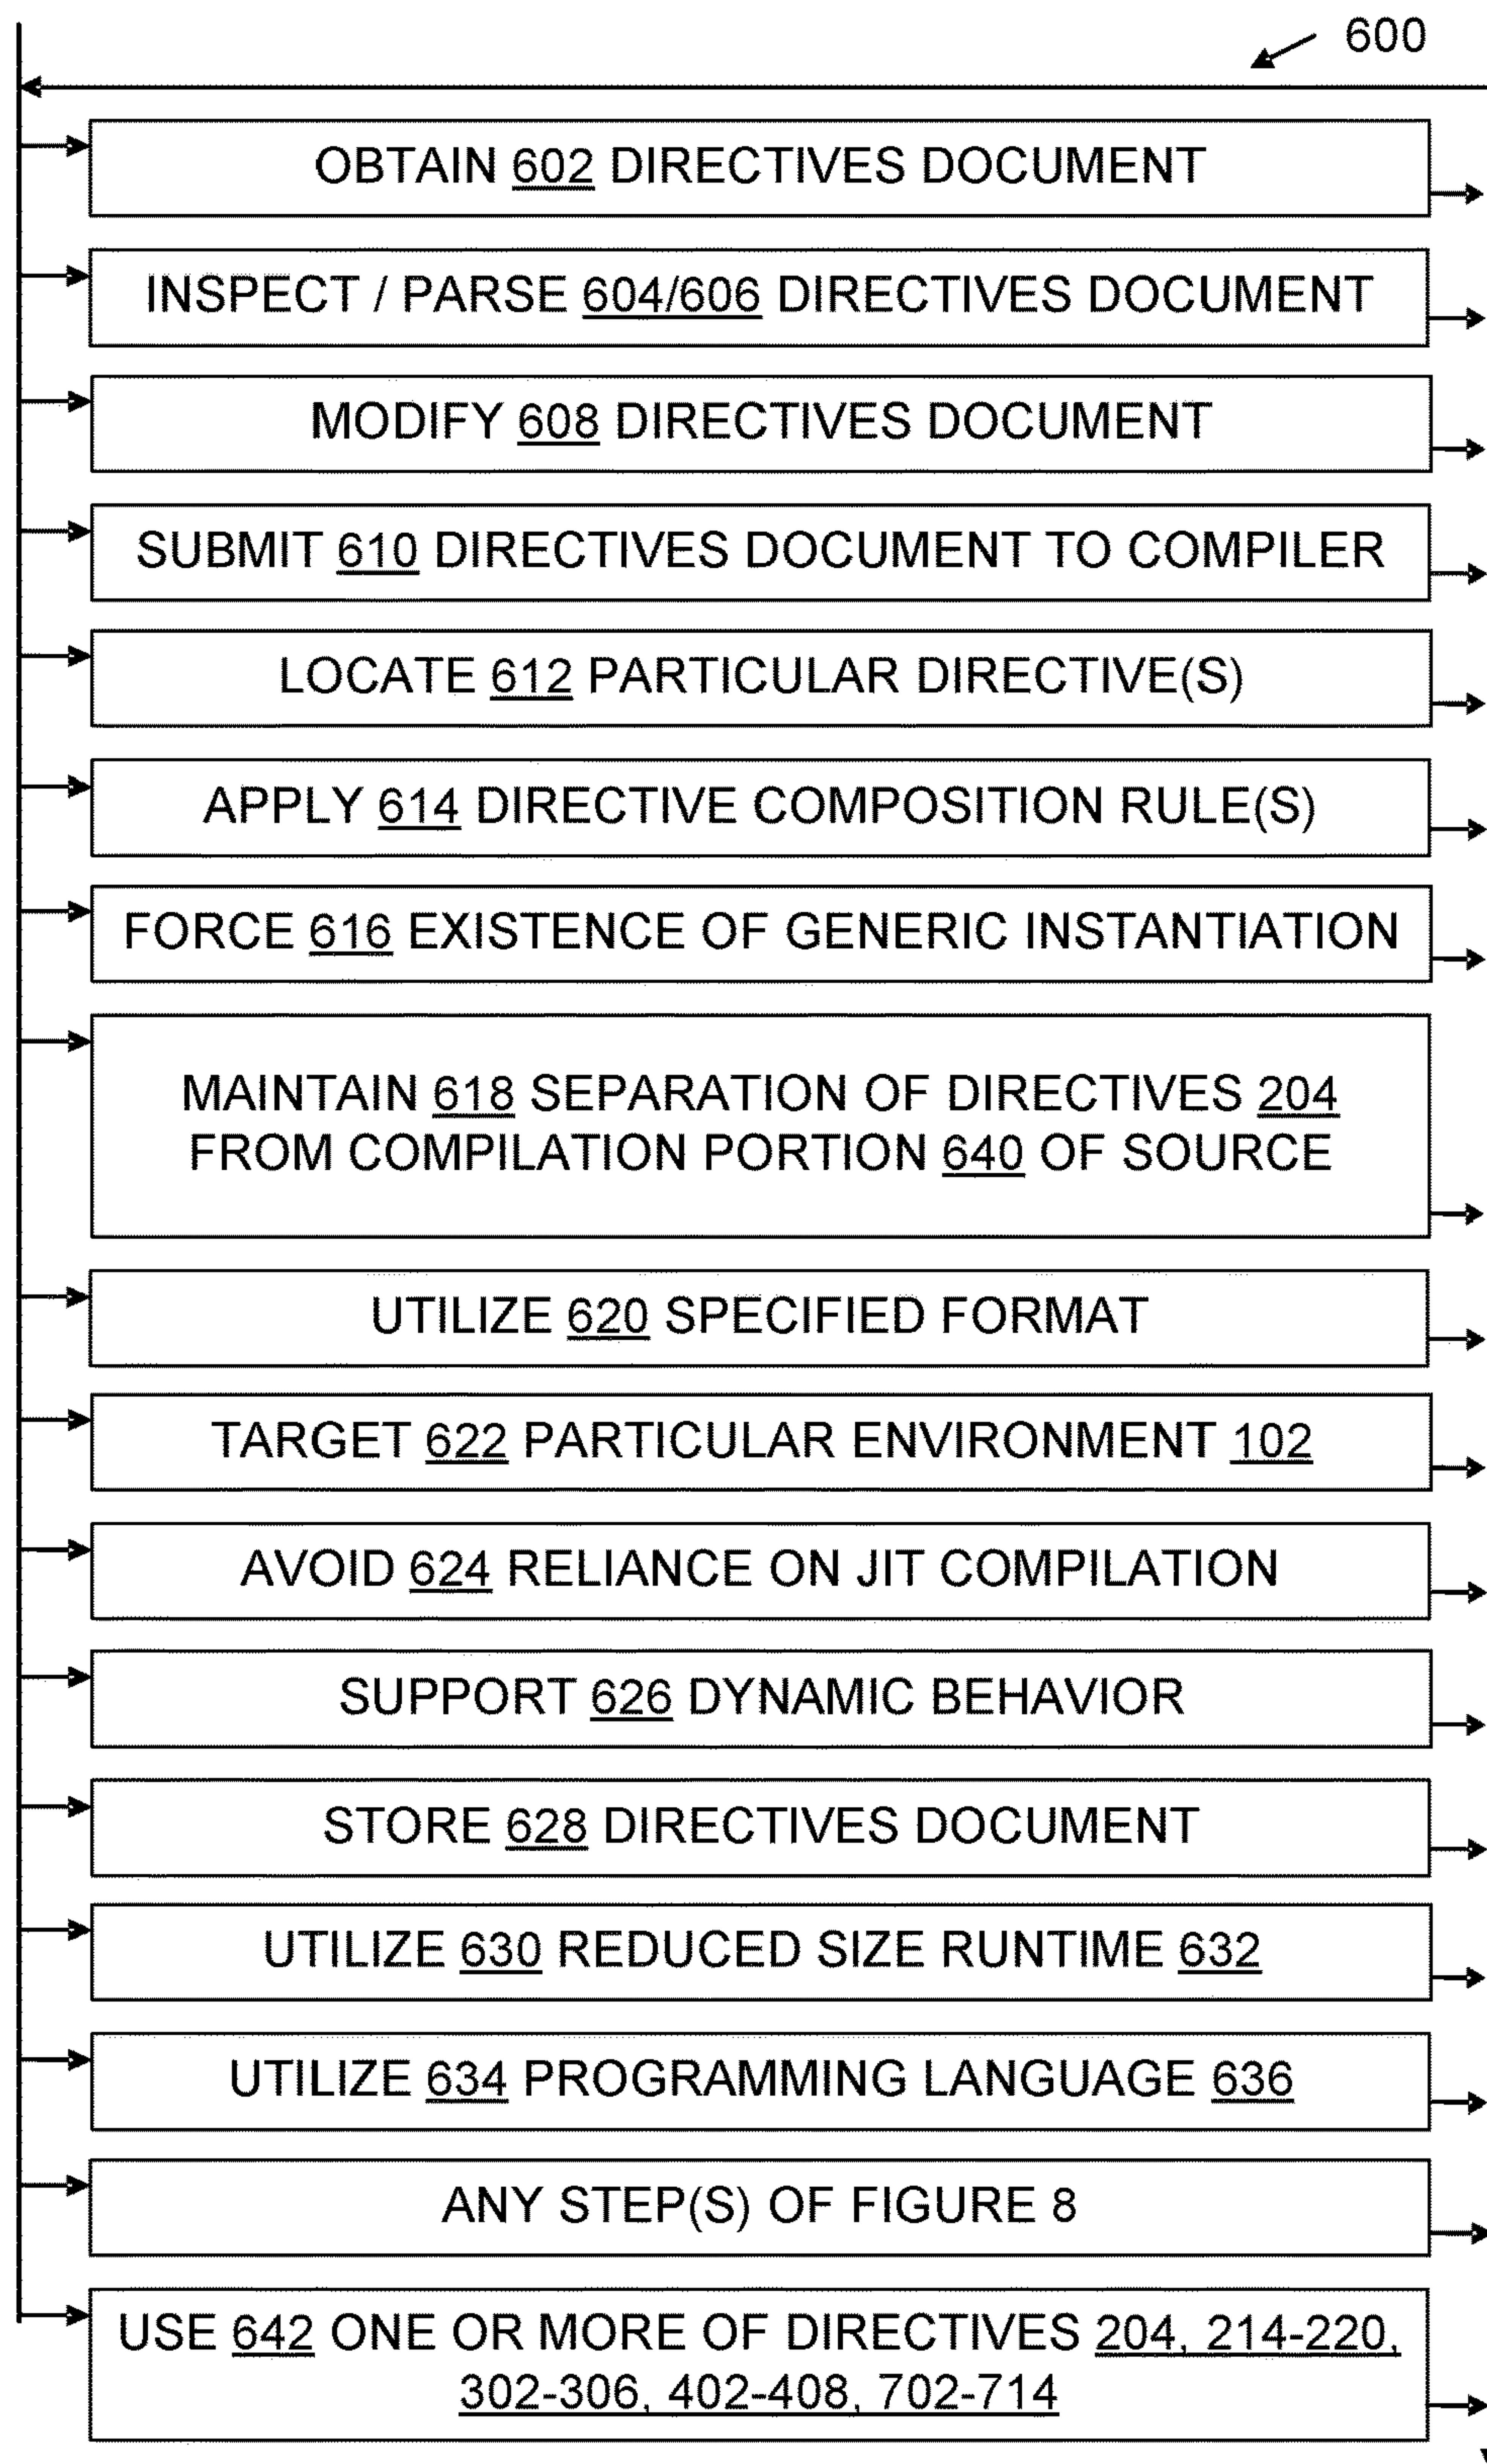 600
OBTAIN 602 DIRECTIVES DOCUMENT
INSPECT / PARSE 604/606 DIRECTIVES DOCUMENT
MODIFY 608 DIRECTIVES DOCUMENT
SUBMIT 610 DIRECTIVES DOCUMENT TO COMPILER
LOCATE 612 PARTICULAR DIRECTIVE(S)
APPLY 614 DIRECTIVE COMPOSITION RULE(S)
FORCE 616 EXISTENCE OF GENERIC INSTANTIATION
MAINTAIN 618 SEPARATION OF DIRECTIVES 204
FROM COMPILATION PORTION 640 OF SOURCE
UTILIZE 620 SPECIFIED FORMAT
TARGET 622 PARTICULAR ENVIRONMENT 102
AVOID 624 RELIANCE ON JIT COMPILATION
SUPPORT 626 DYNAMIC BEHAVIOR
STORE 628 DIRECTIVES DOCUMENT
UTILIZE 630 REDUCED SIZE RUNTIME 632
UTILIZE 634 PROGRAMMING LANGUAGE 636
ANY STEP(S) OF FIGURE 8
USE 642 ONE OR MORE OF DIRECTIVES 204, 214-220,
302-306, 402-408, 702-714